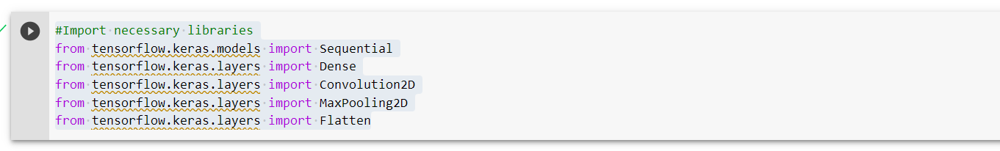 #Import necessary libraries
from tensorflow.keras.models import Sequential
from tensorflow.keras.layers import Dense
from tensorflow.keras.layers import Convolution2D
from tensorflow.keras.layers import MaxPooling2D
from tensorflow.keras.layers import Flatten